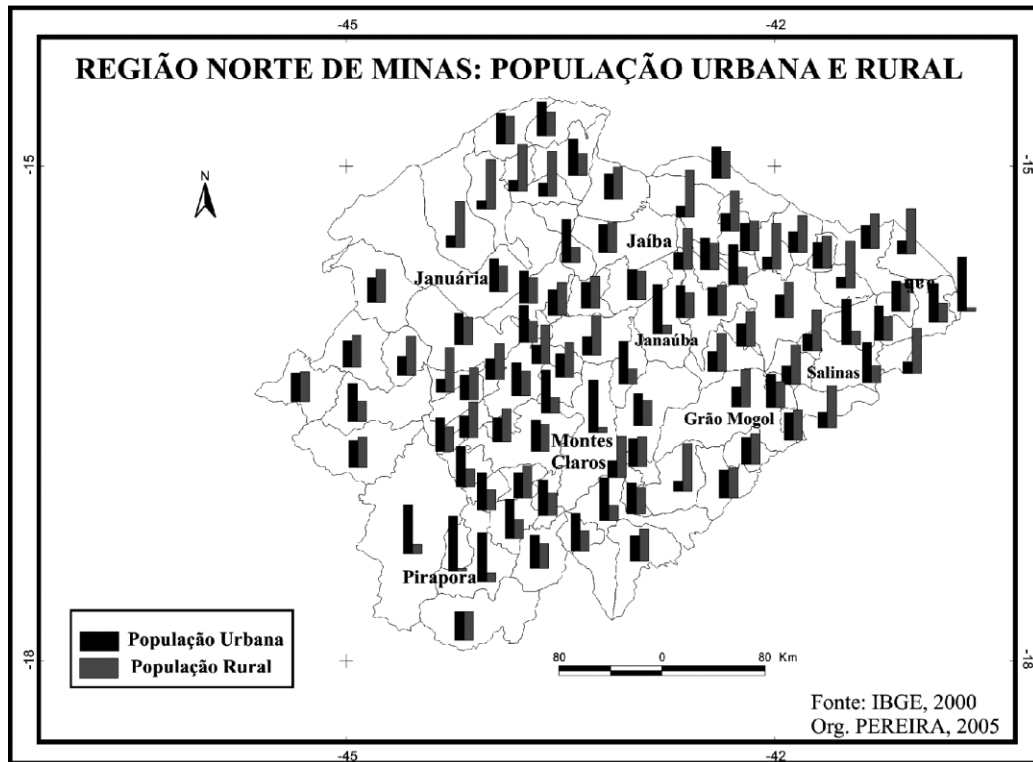 -45 -42
REGIÃO NORTE DE MINAS: POPULAÇÃO URBANA E RURAL
-15 -15
N
Jaíba
Januária
Janaúba
Salinas
Grão Mogol
Montes
Claros
Pirapora
População Urbana
População Rural
80 0 80 Km
-18 -18
Fonte: IBGE, 2000
Org. PEREIRA, 2005
-45 -42